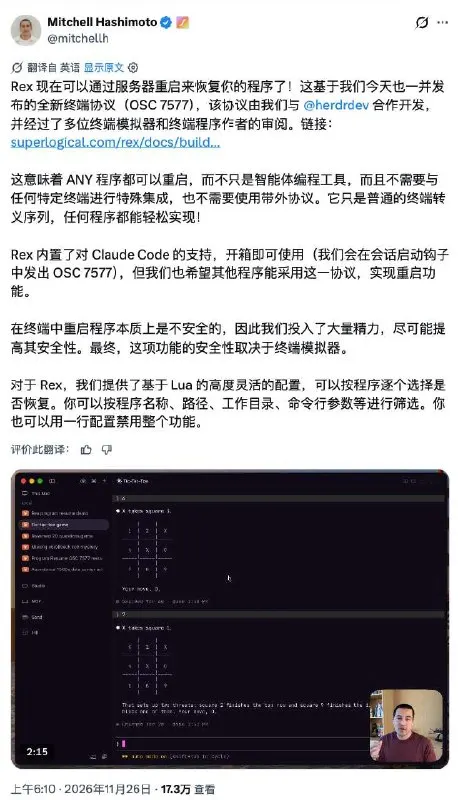 Mitchell Hashimoto
@mitchellh
翻译自 英语 显示原文
Rex 现在可以通过服务器重启来恢复你的程序了！这基于我们今天也一并发
布的全新终端协议（OSC 7577），该协议由我们与 @herdrdev 合作开发，
并经过了多位终端模拟器和终端程序作者的审阅。链接：
superlogical.com/rex/docs/build...
这意味着 ANY 程序都可以重启，而不只是智能体编程工具，而且不需要与
任何特定终端进行特殊集成，也不需要使用带外协议。它只是普通的终端转
义序列，任何程序都能轻松实现！
Rex 内置了对 Claude Code 的支持，开箱即可使用（我们会在会话启动钩子
中发出 OSC 7577），但我们也希望其他程序能采用这一协议，实现重启功
能。
在终端中重启程序本质上是不安全的，因此我们投入了大量精力，尽可能提
高其安全性。最终，这项功能的安全性取决于终端模拟器。
对于 Rex，我们提供了基于 Lua 的高度灵活的配置，可以按程序逐个选择是
否恢复。你可以按程序名称、路径、工作目录、命令行参数等进行筛选。你
也可以用一行配置禁用整个功能。
评价此翻译：
Tic-Tac-Toe
X takes square 1.
Your move, O.
X takes square 1.
2:15
上午6:10 · 2026年11月26日 · 17.3万 查看